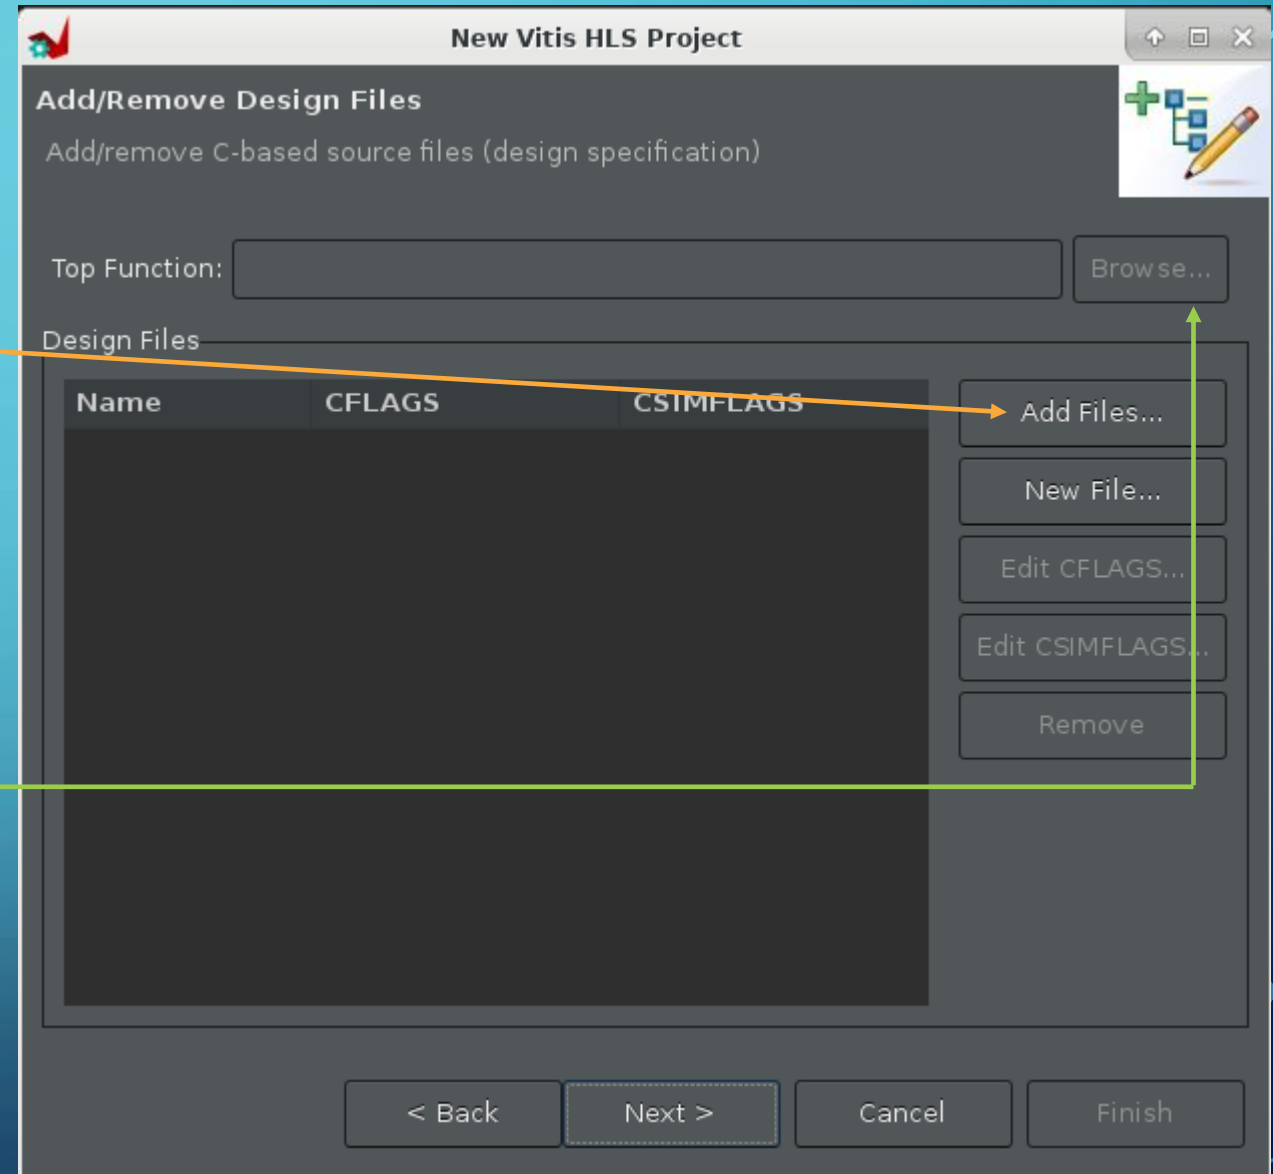 New Vitis HLS Project
Add/Remove Design Files
Add/remove C-based source files (design specification)
Top Function:
Browse...
Design Files
Name CFLAGS CSIMFLAGS
Add Files...
New File...
Edit CFLAGS...
Edit CSIMFLAGS...
Remove
< Back Next > Cancel Finish